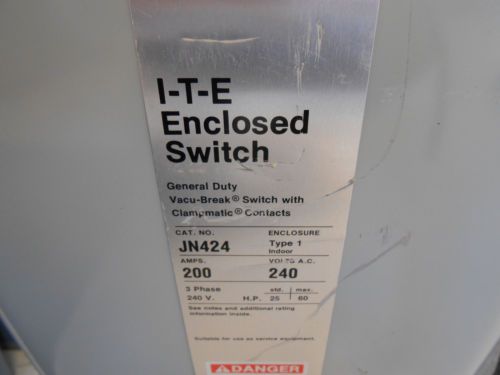 I-T-E
Enclosed
Switch
General Duty
Vacu-Break® Switch with
Clampmatic® Contacts
CAT. NO. ENCLOSURE
JN424 Type 1
Indoor
AMPS. VOLTS A.C.
200 240
3 Phase std. max.
240 V. H.P. 25 60
See notes and additional rating
information inside.
Suitable for use as service equipment.
DANGER